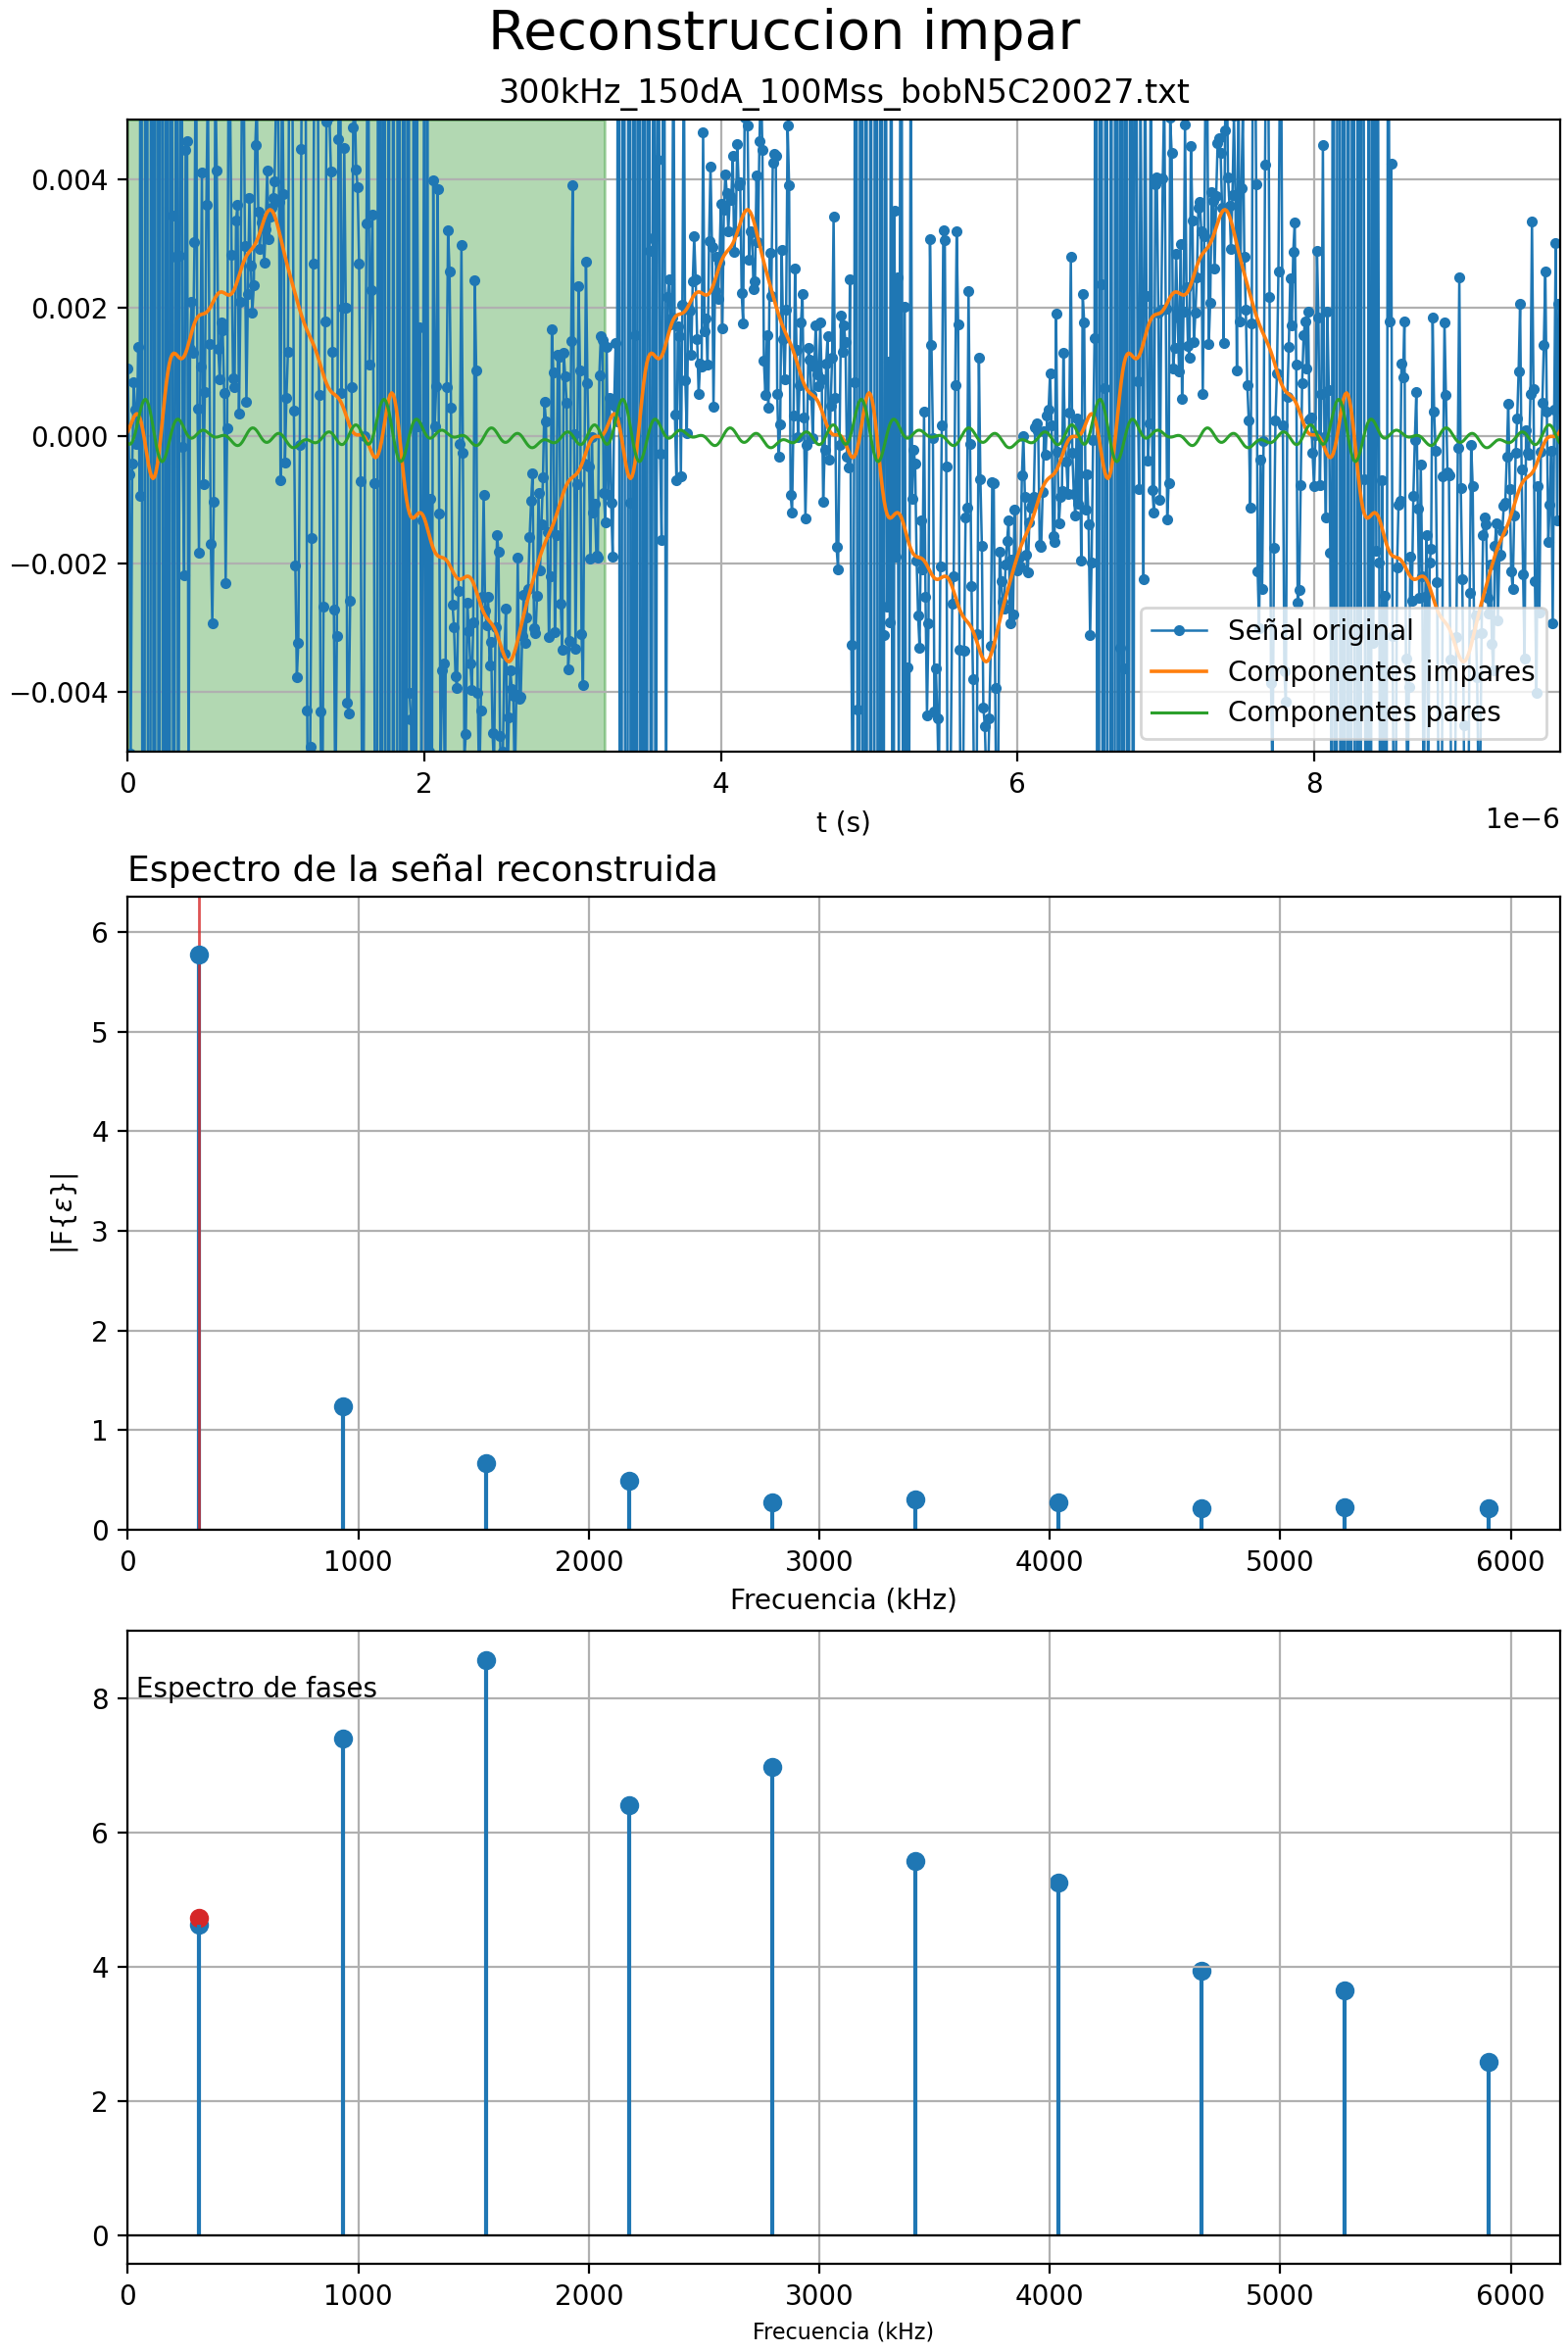 Reconstruccion impar
300kHz_150dA_100Mss_bobN5C20027.txt
0.004
0.002
0.000
−0.002
−0.004
Señal original
Componentes impares
Componentes pares
0 2 4 6 8
1e−6
t (s)
Espectro de la señal reconstruida
6
5
4
3
2
1
0
|F{ε}|
0 1000 2000 3000 4000 5000 6000
Frecuencia (kHz)
Espectro de fases
8
6
4
2
0
0 1000 2000 3000 4000 5000 6000
Frecuencia (kHz)